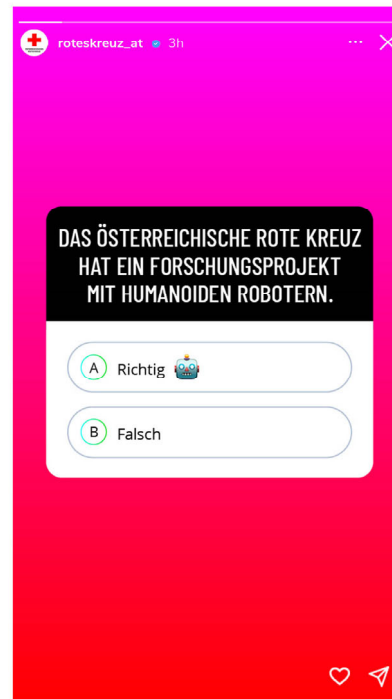 roteskreuz_at 3h
DAS ÖSTERREICHISCHE ROTE KREUZ
HAT EIN FORSCHUNGSPROJEKT
MIT HUMANOIDEN ROBOTERN.
A Richtig 🤖
B Falsch